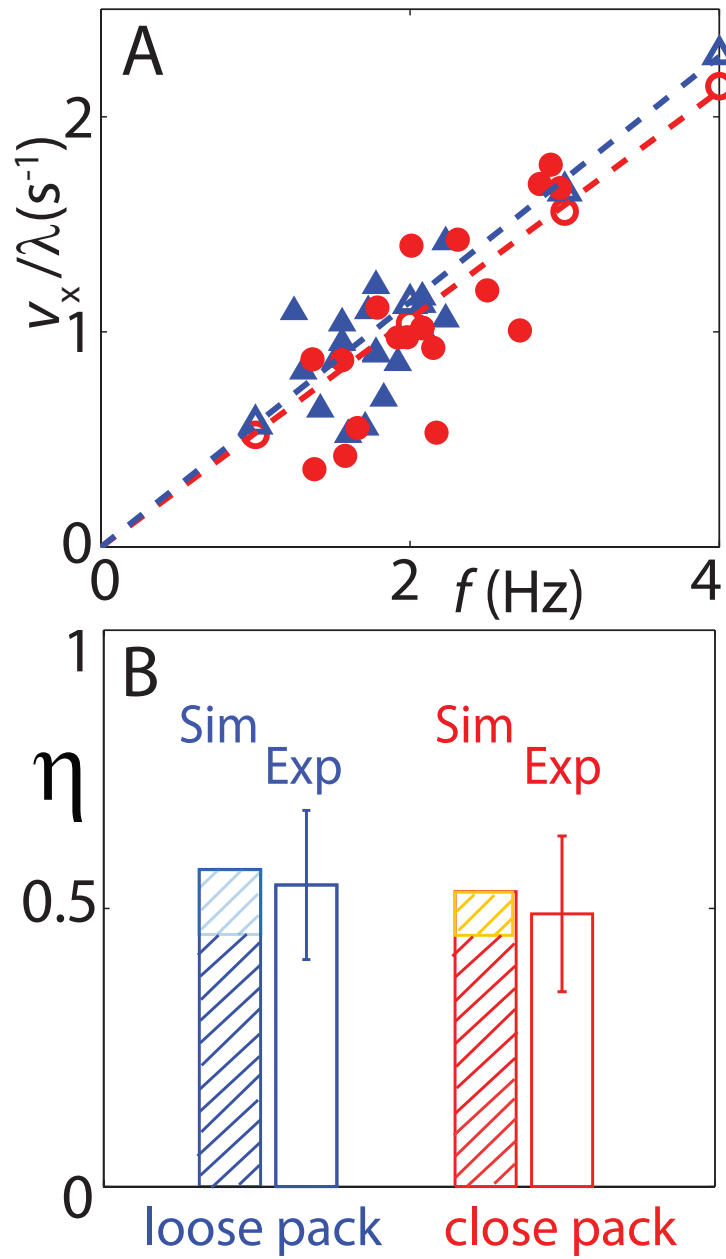 A
2
1
0
v_x/λ(s⁻¹)
0 2 4
f (Hz)
B
1
0.5
0
η
Sim Sim
Exp Exp
loose pack close pack